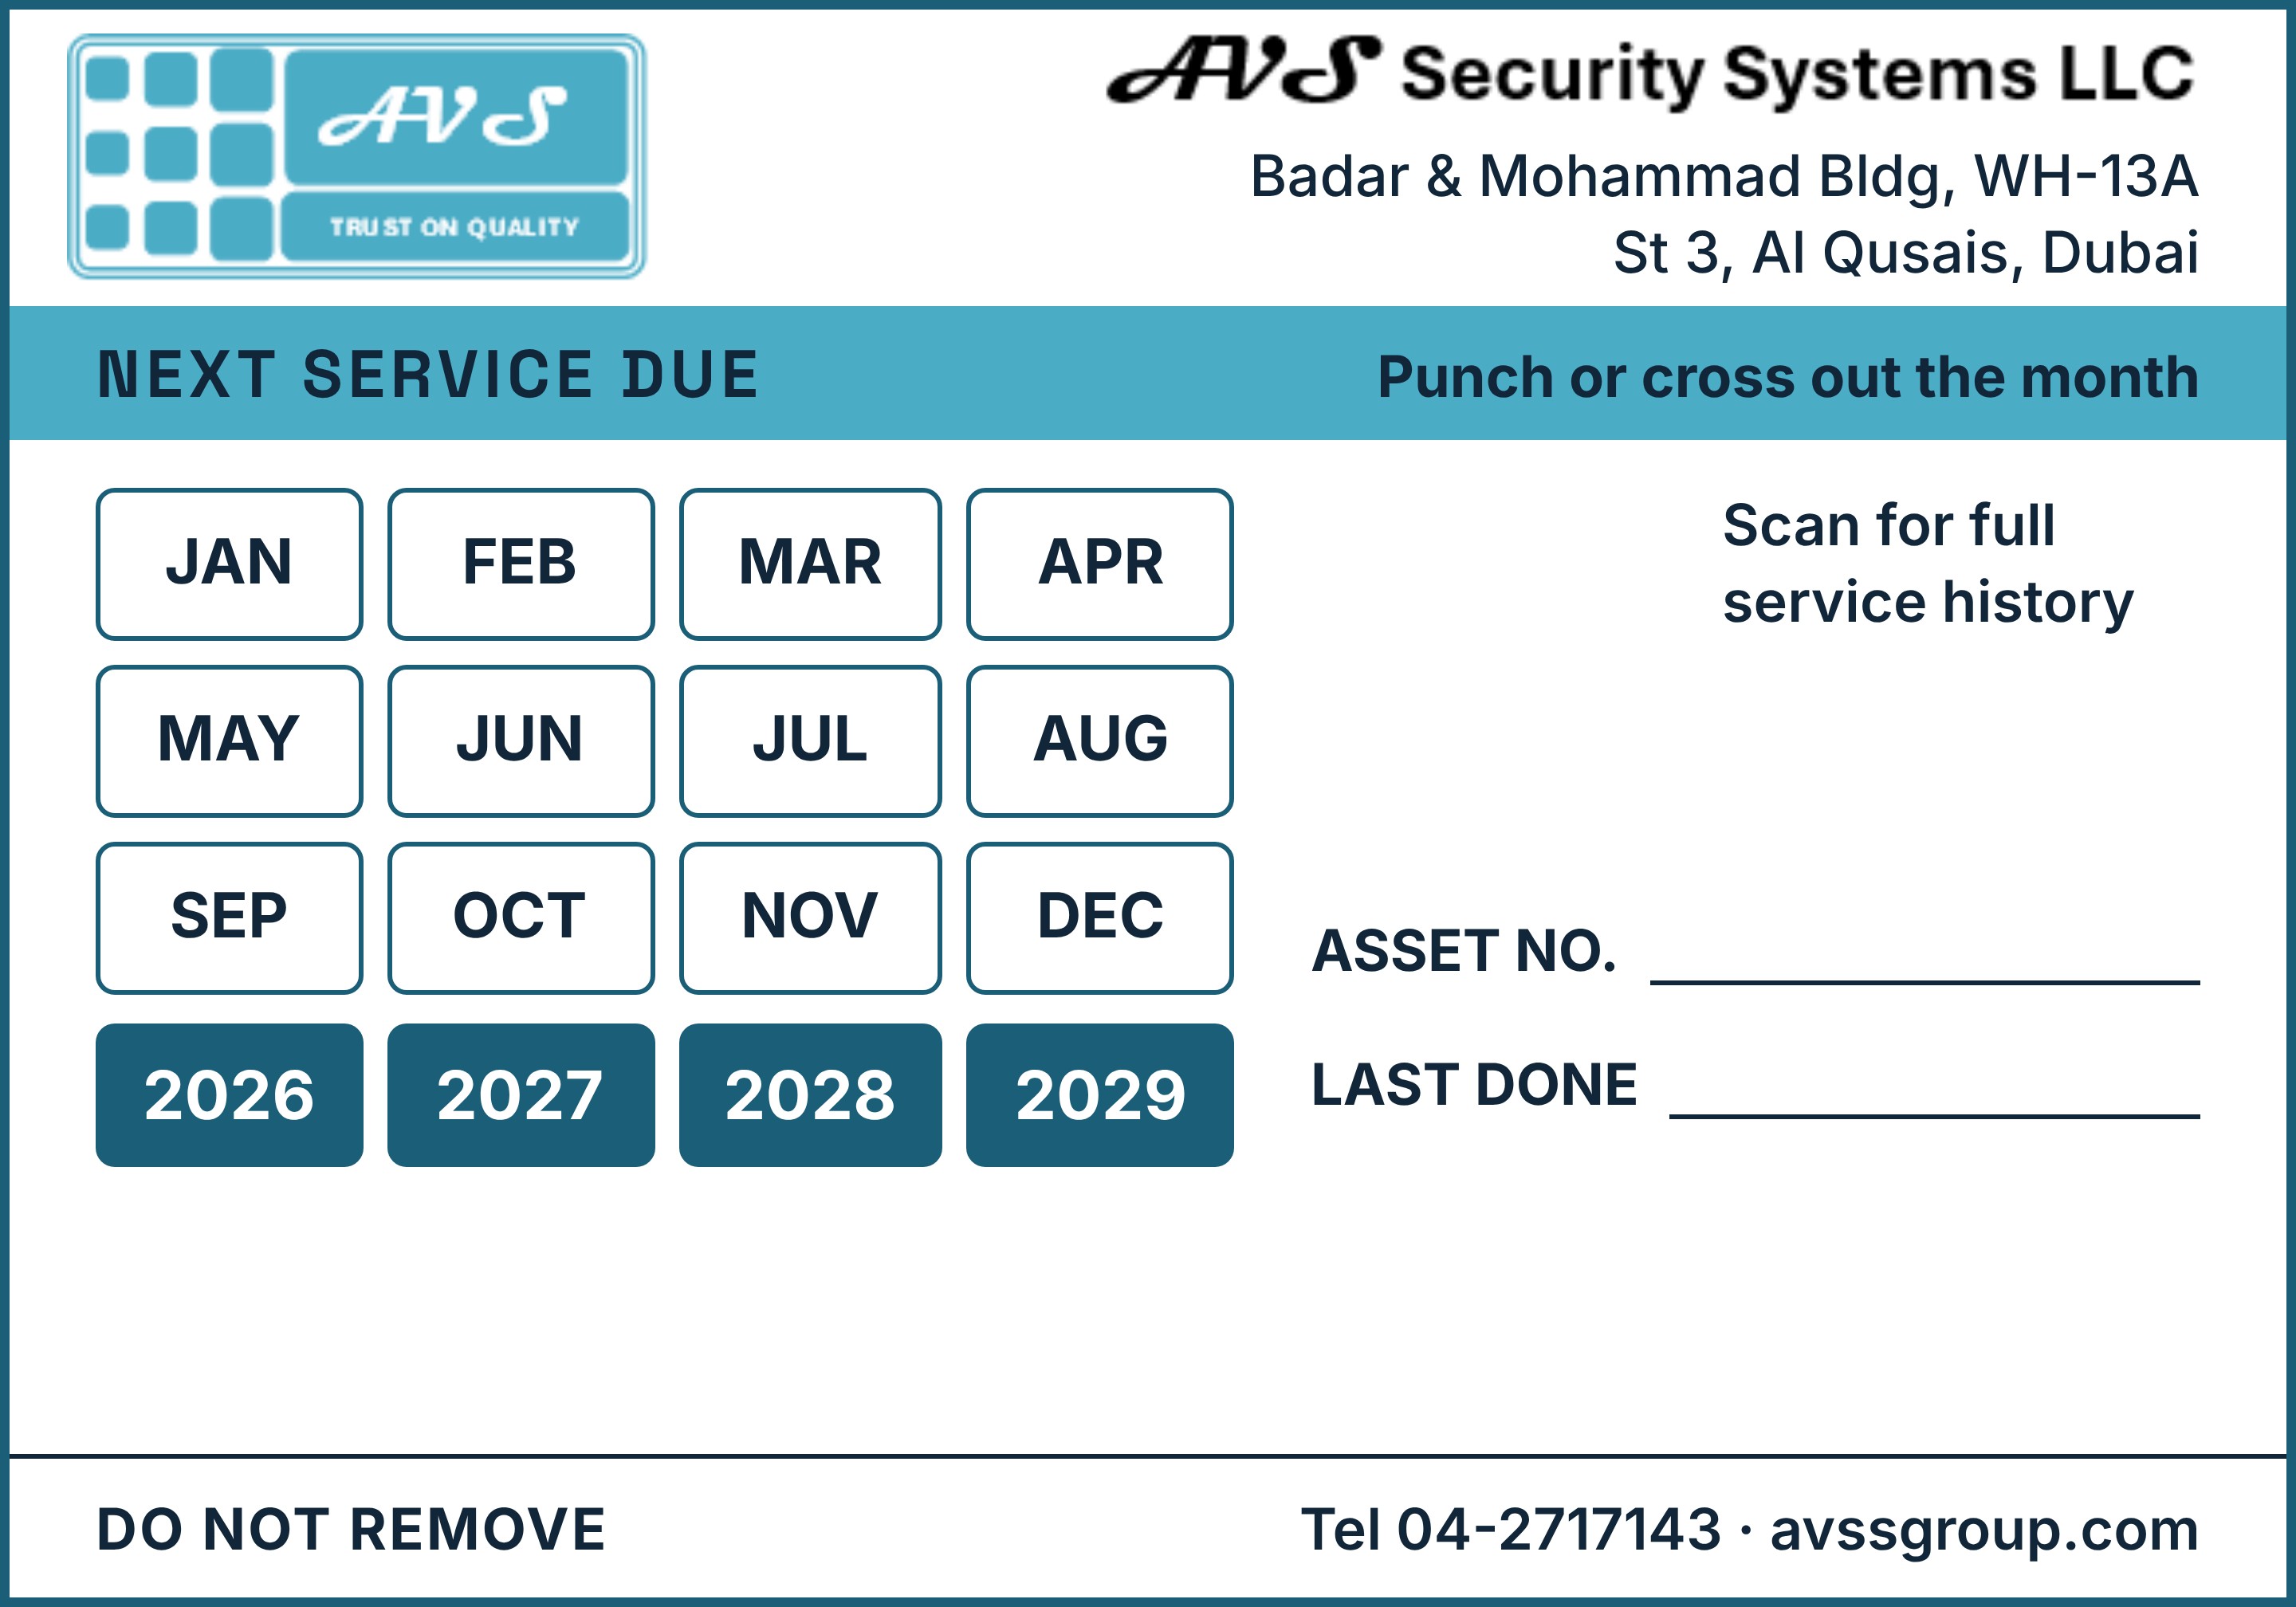 AVS
TRUST ON QUALITY
AVS Security Systems LLC
Badar & Mohammad Bldg, WH-13A
St 3, Al Qusais, Dubai
NEXT SERVICE DUE
Punch or cross out the month
JAN FEB MAR APR
MAY JUN JUL AUG
SEP OCT NOV DEC
2026 2027 2028 2029
Scan for full
service history
ASSET NO.
LAST DONE
DO NOT REMOVE
Tel 04-2717143 · avssgroup.com